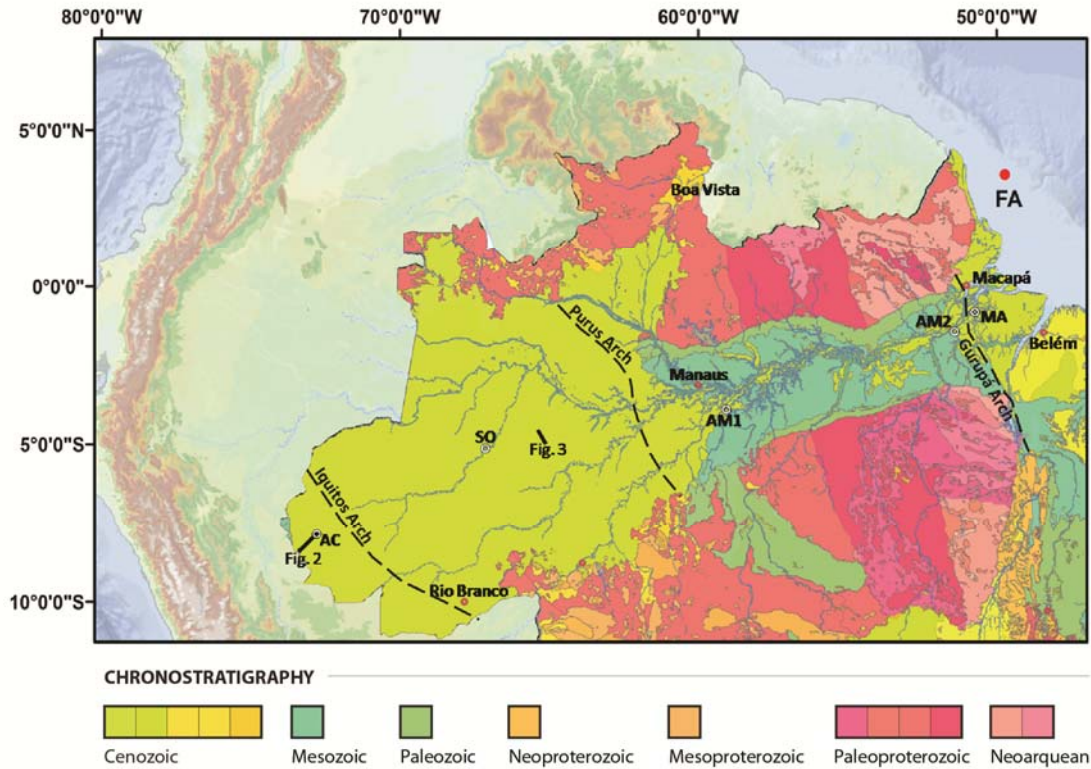 80°0'0"W 70°0'0"W 60°0'0"W 50°0'0"W
5°0'0"N
Boa Vista
FA
0°0'0"
Macapá
MA
AM2
Belém
Purus Arch
Gurupá Arch
Manaus
AM1
5°0'0"S
SO
Fig. 3
Iquitos Arch
AC
Fig. 2
Rio Branco
10°0'0"S
CHRONOSTRATIGRAPHY
Cenozoic Mesozoic Paleozoic Neoproterozoic Mesoproterozoic Paleoproterozoic Neoarquean